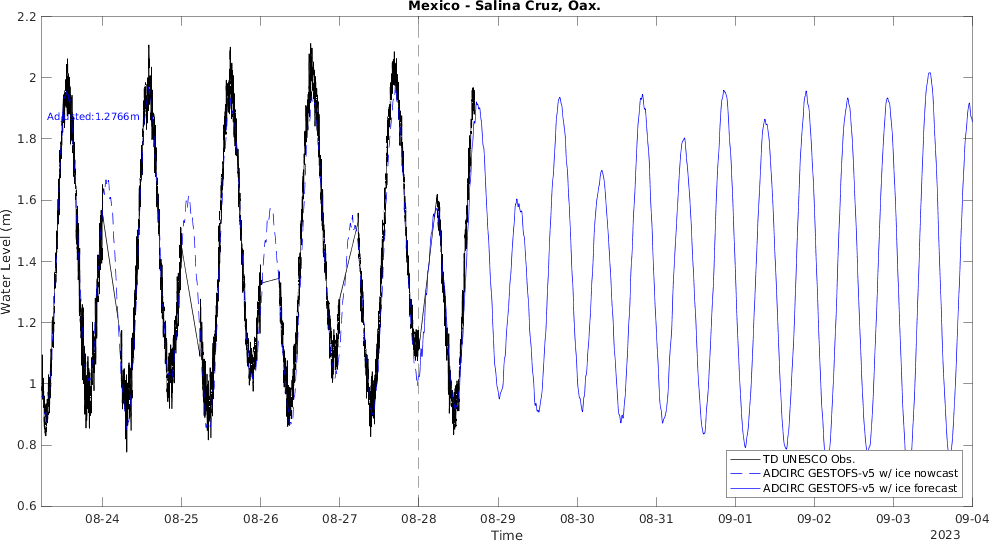 Mexico - Salina Cruz, Oax.
2.2
2
1.8
1.6
1.4
1.2
1
0.8
0.6
Water Level (m)
Adjusted:1.2766m
TD UNESCO Obs.
ADCIRC GESTOFS-v5 w/ ice nowcast
ADCIRC GESTOFS-v5 w/ ice forecast
08-24 08-25 08-26 08-27 08-28 08-29 08-30 08-31 09-01 09-02 09-03 09-04
Time
2023